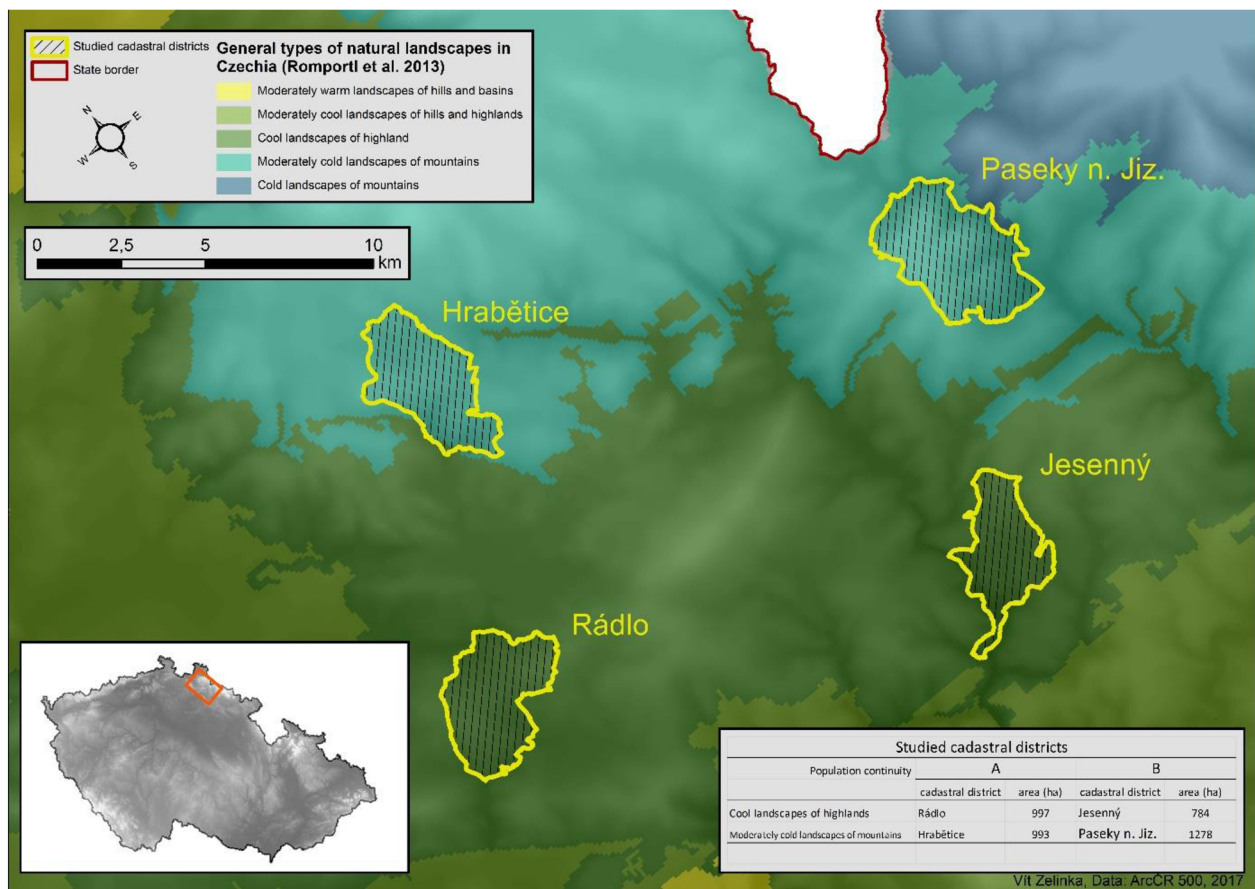 Studied cadastral districts
State border
N
E
W
S
General types of natural landscapes in
Czechia (Romportl et al. 2013)
Moderately warm landscapes of hills and basins
Moderately cool landscapes of hills and highlands
Cool landscapes of highland
Moderately cold landscapes of mountains
Cold landscapes of mountains
0 2,5 5 10
km
Paseky n. Jiz.
Hrabětice
Jesenný
Rádlo
Studied cadastral districts
Population continuity A B
cadastral district area (ha) cadastral district area (ha)
Cool landscapes of highlands Rádlo 997 Jesenný 784
Moderately cold landscapes of mountains Hrabětice 993 Paseky n. Jiz. 1278
Vít Zelinka, Data: ArcČR 500, 2017